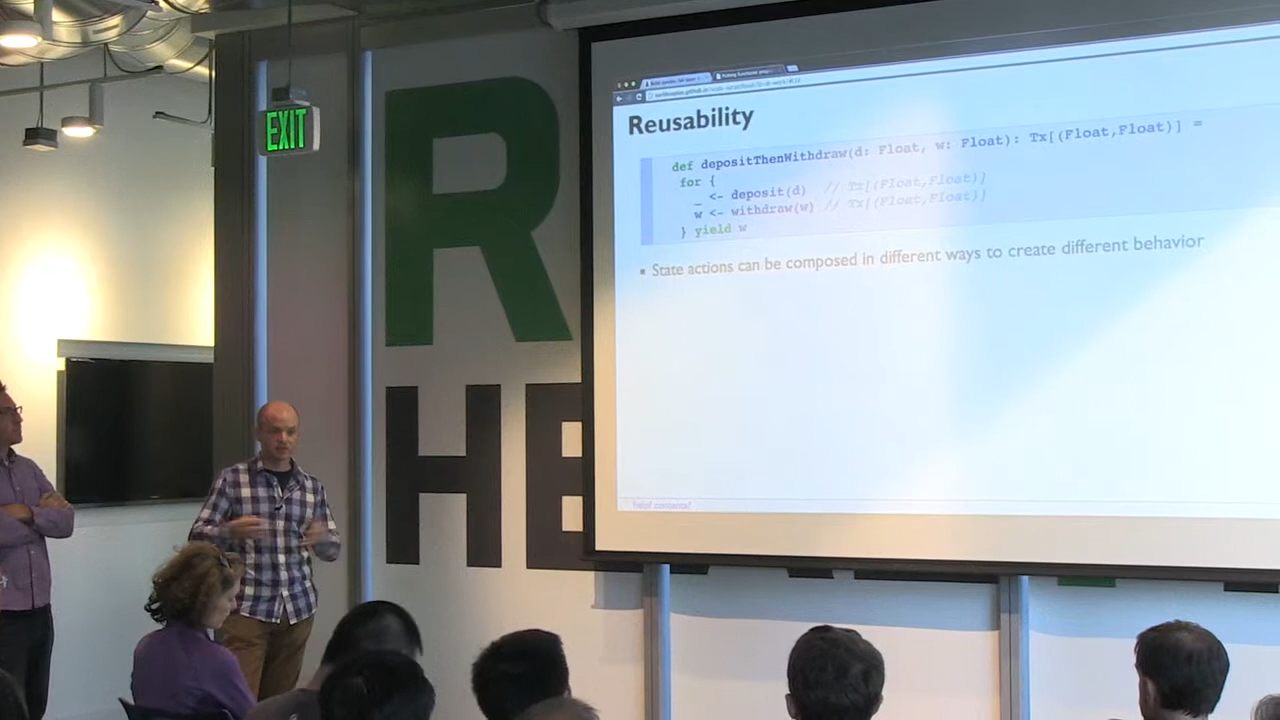 EXIT
R
HE
Reusability
def depositThenWithdraw(d: Float, w: Float): Tx[(Float,Float)] =
for {
_ <- deposit(d) // Tx[(Float,Float)]
w <- withdraw(w) // Tx[(Float,Float)]
} yield w
▪ State actions can be composed in different ways to create different behavior